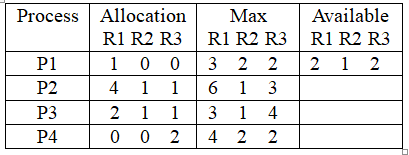 Process Allocation Max Available
R1 R2 R3 R1 R2 R3 R1 R2 R3
P1 1 0 0 3 2 2 2 1 2
P2 4 1 1 6 1 3
P3 2 1 1 3 1 4
P4 0 0 2 4 2 2